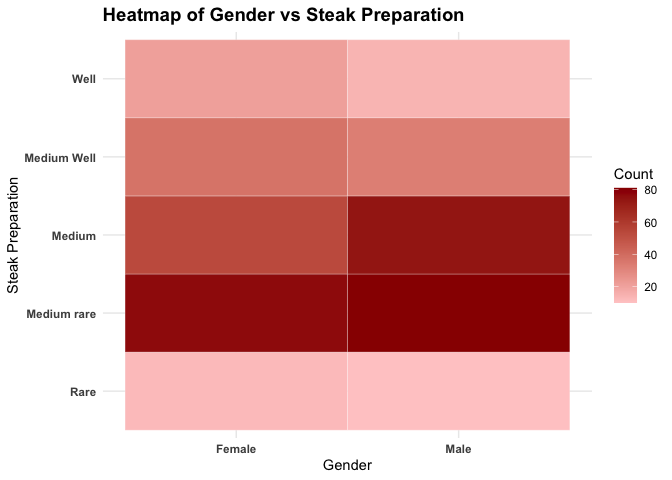 Heatmap of Gender vs Steak Preparation
Steak Preparation
Well
Medium Well
Medium
Medium rare
Rare
Female
Male
Gender
Count
80
60
40
20